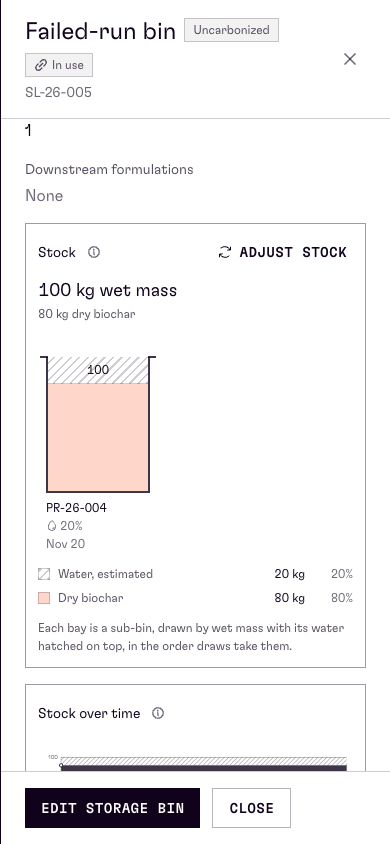 Failed-run bin Uncarbonized
In use
SL-26-005
1
Downstream formulations
None
Stock ADJUST STOCK
100 kg wet mass
80 kg dry biochar
100
PR-26-004
20%
Nov 20
Water, estimated 20 kg 20%
Dry biochar 80 kg 80%
Each bay is a sub-bin, drawn by wet mass with its water
hatched on top, in the order draws take them.
Stock over time
100
EDIT STORAGE BIN CLOSE